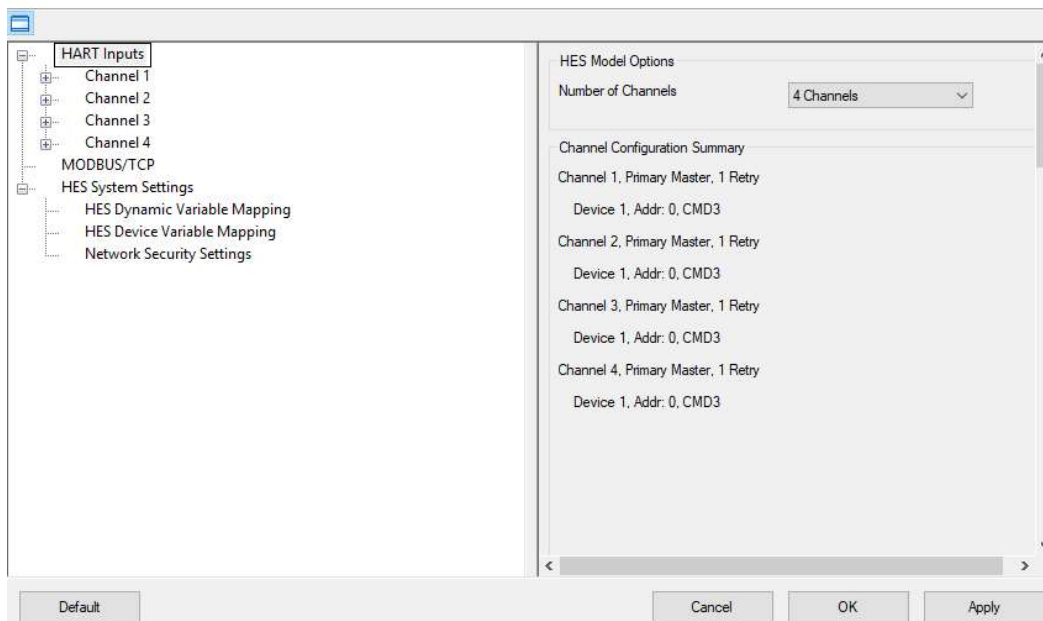 HART Inputs
Channel 1
Channel 2
Channel 3
Channel 4
MODBUS/TCP
HES System Settings
HES Dynamic Variable Mapping
HES Device Variable Mapping
Network Security Settings
HES Model Options
Number of Channels
4 Channels
Channel Configuration Summary
Channel 1, Primary Master, 1 Retry
Device 1, Addr: 0, CMD3
Channel 2, Primary Master, 1 Retry
Device 1, Addr: 0, CMD3
Channel 3, Primary Master, 1 Retry
Device 1, Addr: 0, CMD3
Channel 4, Primary Master, 1 Retry
Device 1, Addr: 0, CMD3
Default
Cancel
OK
Apply